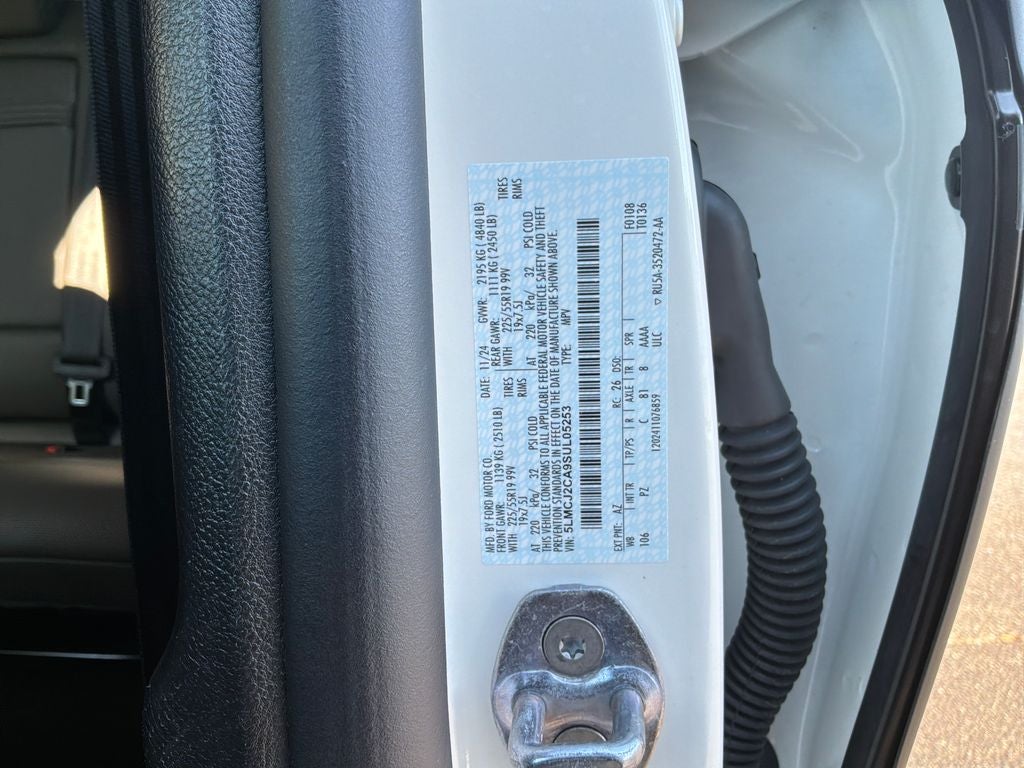 MFD. BY FORD MOTOR CO. DATE: 11/24 GVWR: 2195 KG ( 4840 LB)
FRONT GAWR: 1139 KG ( 2510 LB) REAR GAWR: 1111 KG ( 2450 LB)
WITH 225/55R19 99V TIRES WITH 225/55R19 99V TIRES
19x7.5J RIMS 19x7.5J RIMS
AT 220 kPa/ 32 PSI COLD AT 220 kPa/ 32 PSI COLD
THIS VEHICLE CONFORMS TO ALL APPLICABLE FEDERAL MOTOR VEHICLE SAFETY AND THEFT
PREVENTION STANDARDS IN EFFECT ON THE DATE OF MANUFACTURE SHOWN ABOVE.
VIN: 5LMCJ2CA9SUL05253 TYPE: MPV
EXT PNT: AZ RC: 26 DSO: F0108
WB INT TR TP/PS R AXLE TR SPR T0136
106 PZ C 81 8 AAAA
1202411076859 ULC ▽ RU5A-3520472-AA